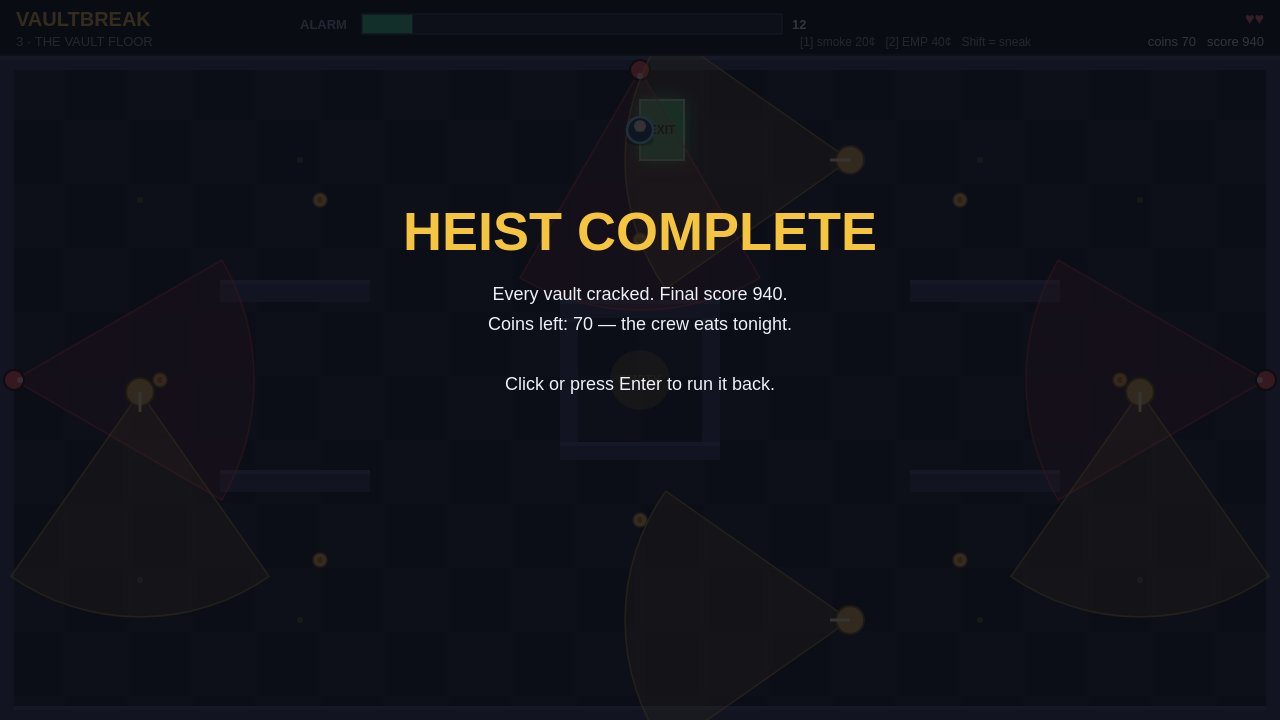 VAULTBREAK
3 · THE VAULT FLOOR
ALARM
12
[1] smoke 20¢ [2] EMP 40¢ Shift = sneak
♥♥
coins 70 score 940
EXIT
HEIST COMPLETE
Every vault cracked. Final score 940.
Coins left: 70 — the crew eats tonight.
Click or press Enter to run it back.